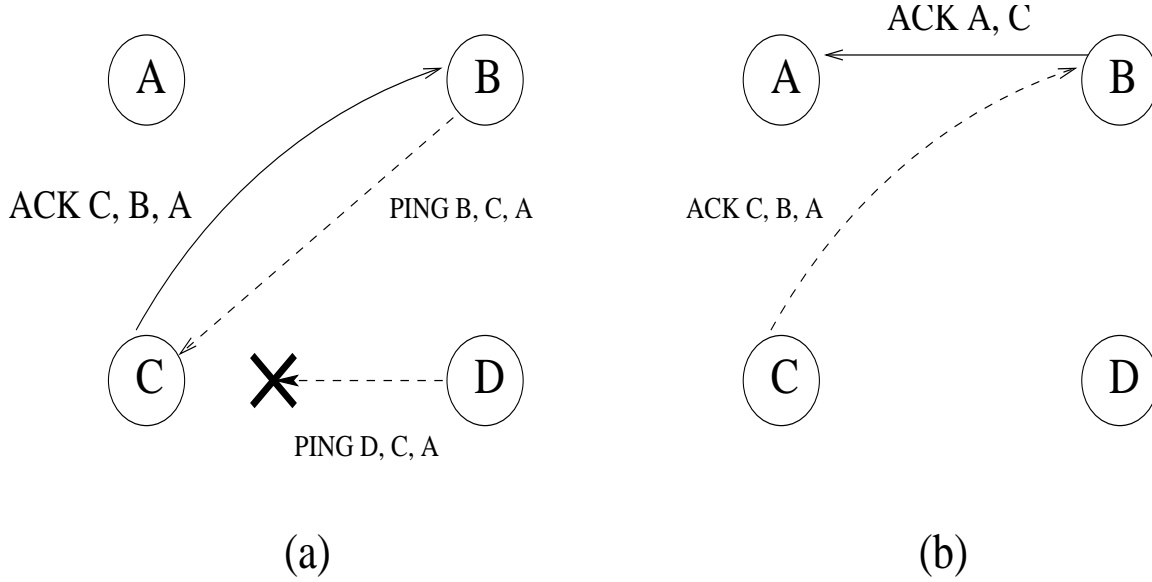 ACK A, C
A
B
A
B
ACK C, B, A
PING B, C, A
ACK C, B, A
C
D
C
D
PING D, C, A
(a)
(b)